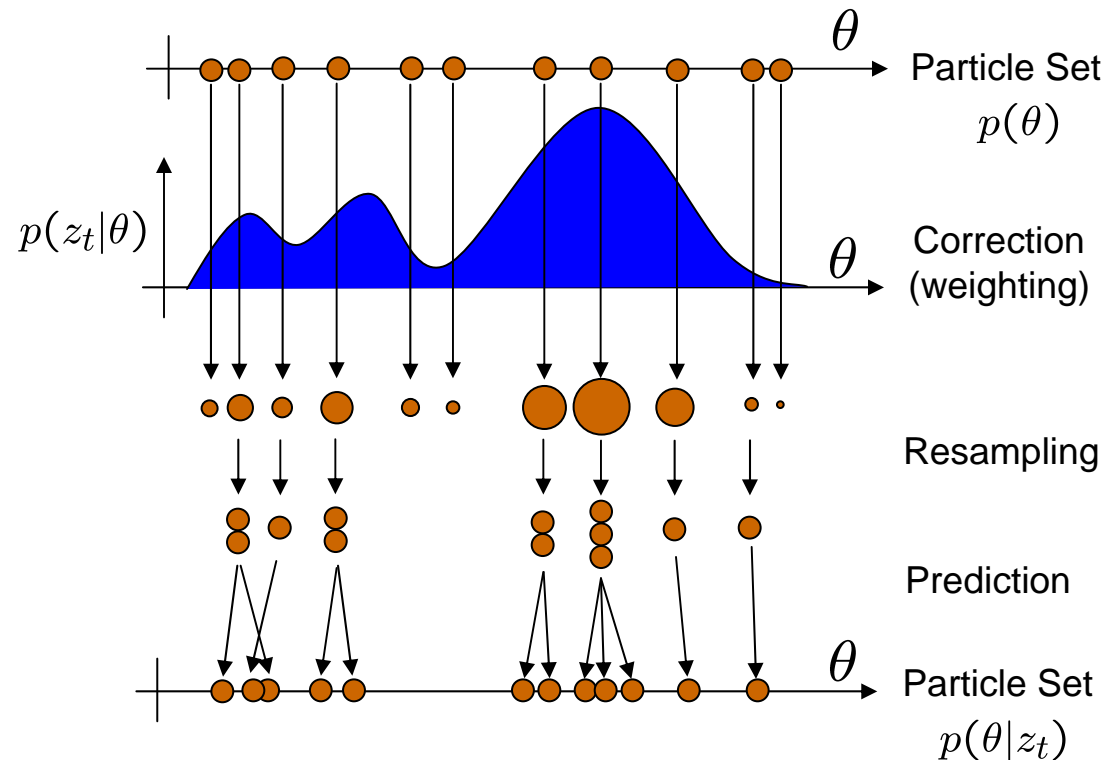 θ
Particle Set
p(θ)
p(z_t|θ)
θ
Correction
(weighting)
Resampling
Prediction
θ
Particle Set
p(θ|z_t)